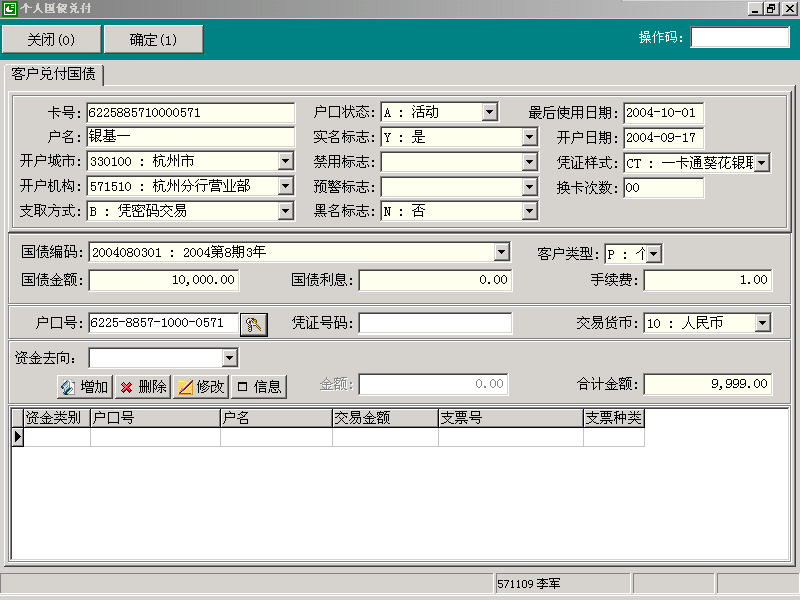 个人国债兑付
关闭(0) 确定(1) 操作码:
客户兑付国债
卡号: 6225885710000571 户口状态: A : 活动 最后使用日期: 2004-10-01
户名: 银基一 实名标志: Y : 是 开户日期: 2004-09-17
开户城市: 330100 : 杭州市 禁用标志: 凭证样式: CT : 一卡通葵花银联
开户机构: 571510 : 杭州分行营业部 预警标志: 换卡次数: 00
支取方式: B : 凭密码交易 黑名标志: N : 否
国债编码: 2004080301 : 2004第8期3年 客户类型: P : 个
国债金额: 10,000.00 国债利息: 0.00 手续费: 1.00
户口号: 6225-8857-1000-0571 凭证号码: 交易货币: 10 : 人民币
资金去向:
增加 删除 修改 信息 金额: 0.00 合计金额: 9,999.00
资金类别 户口号 户名 交易金额 支票号 支票种类
571109 李军